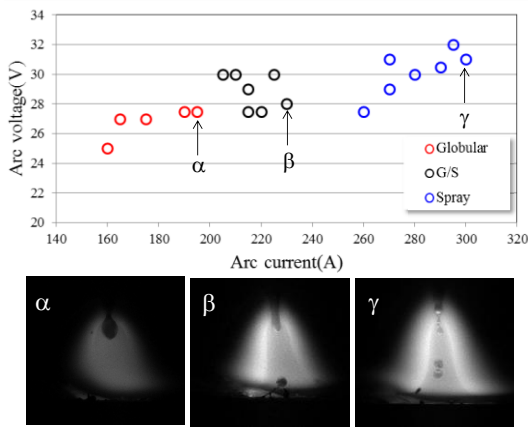 Arc voltage(V)
34
32
30
28
26
24
22
20
140 160 180 200 220 240 260 280 300 320
Arc current(A)
α
β
γ
Globular
G/S
Spray
α β γ